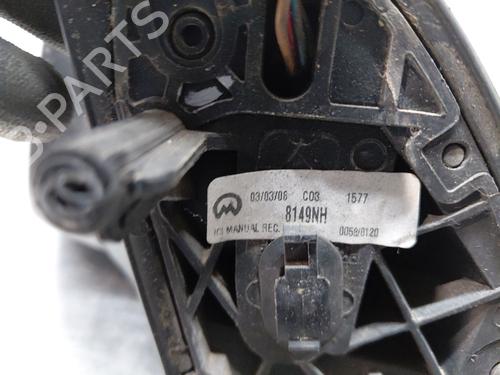 B-PARTS
03/03/06 C03 1577
8149NH
MANUAL REC. 0058/0120